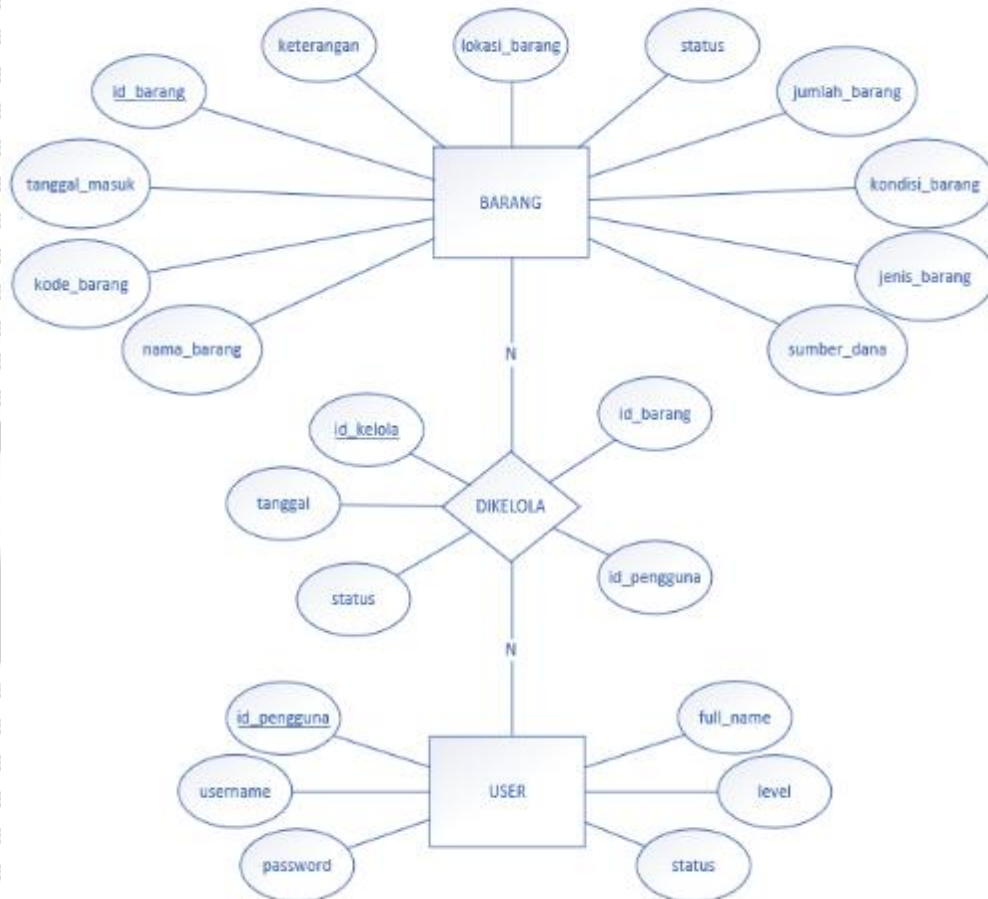 keterangan
lokasi_barang
status
id_barang
jumlah_barang
tanggal_masuk
BARANG
kondisi_barang
kode_barang
jenis_barang
nama_barang
sumber_dana
N
id_kelola
id_barang
tanggal
DIKELOLA
status
id_pengguna
N
id_pengguna
full_name
username
USER
level
password
status